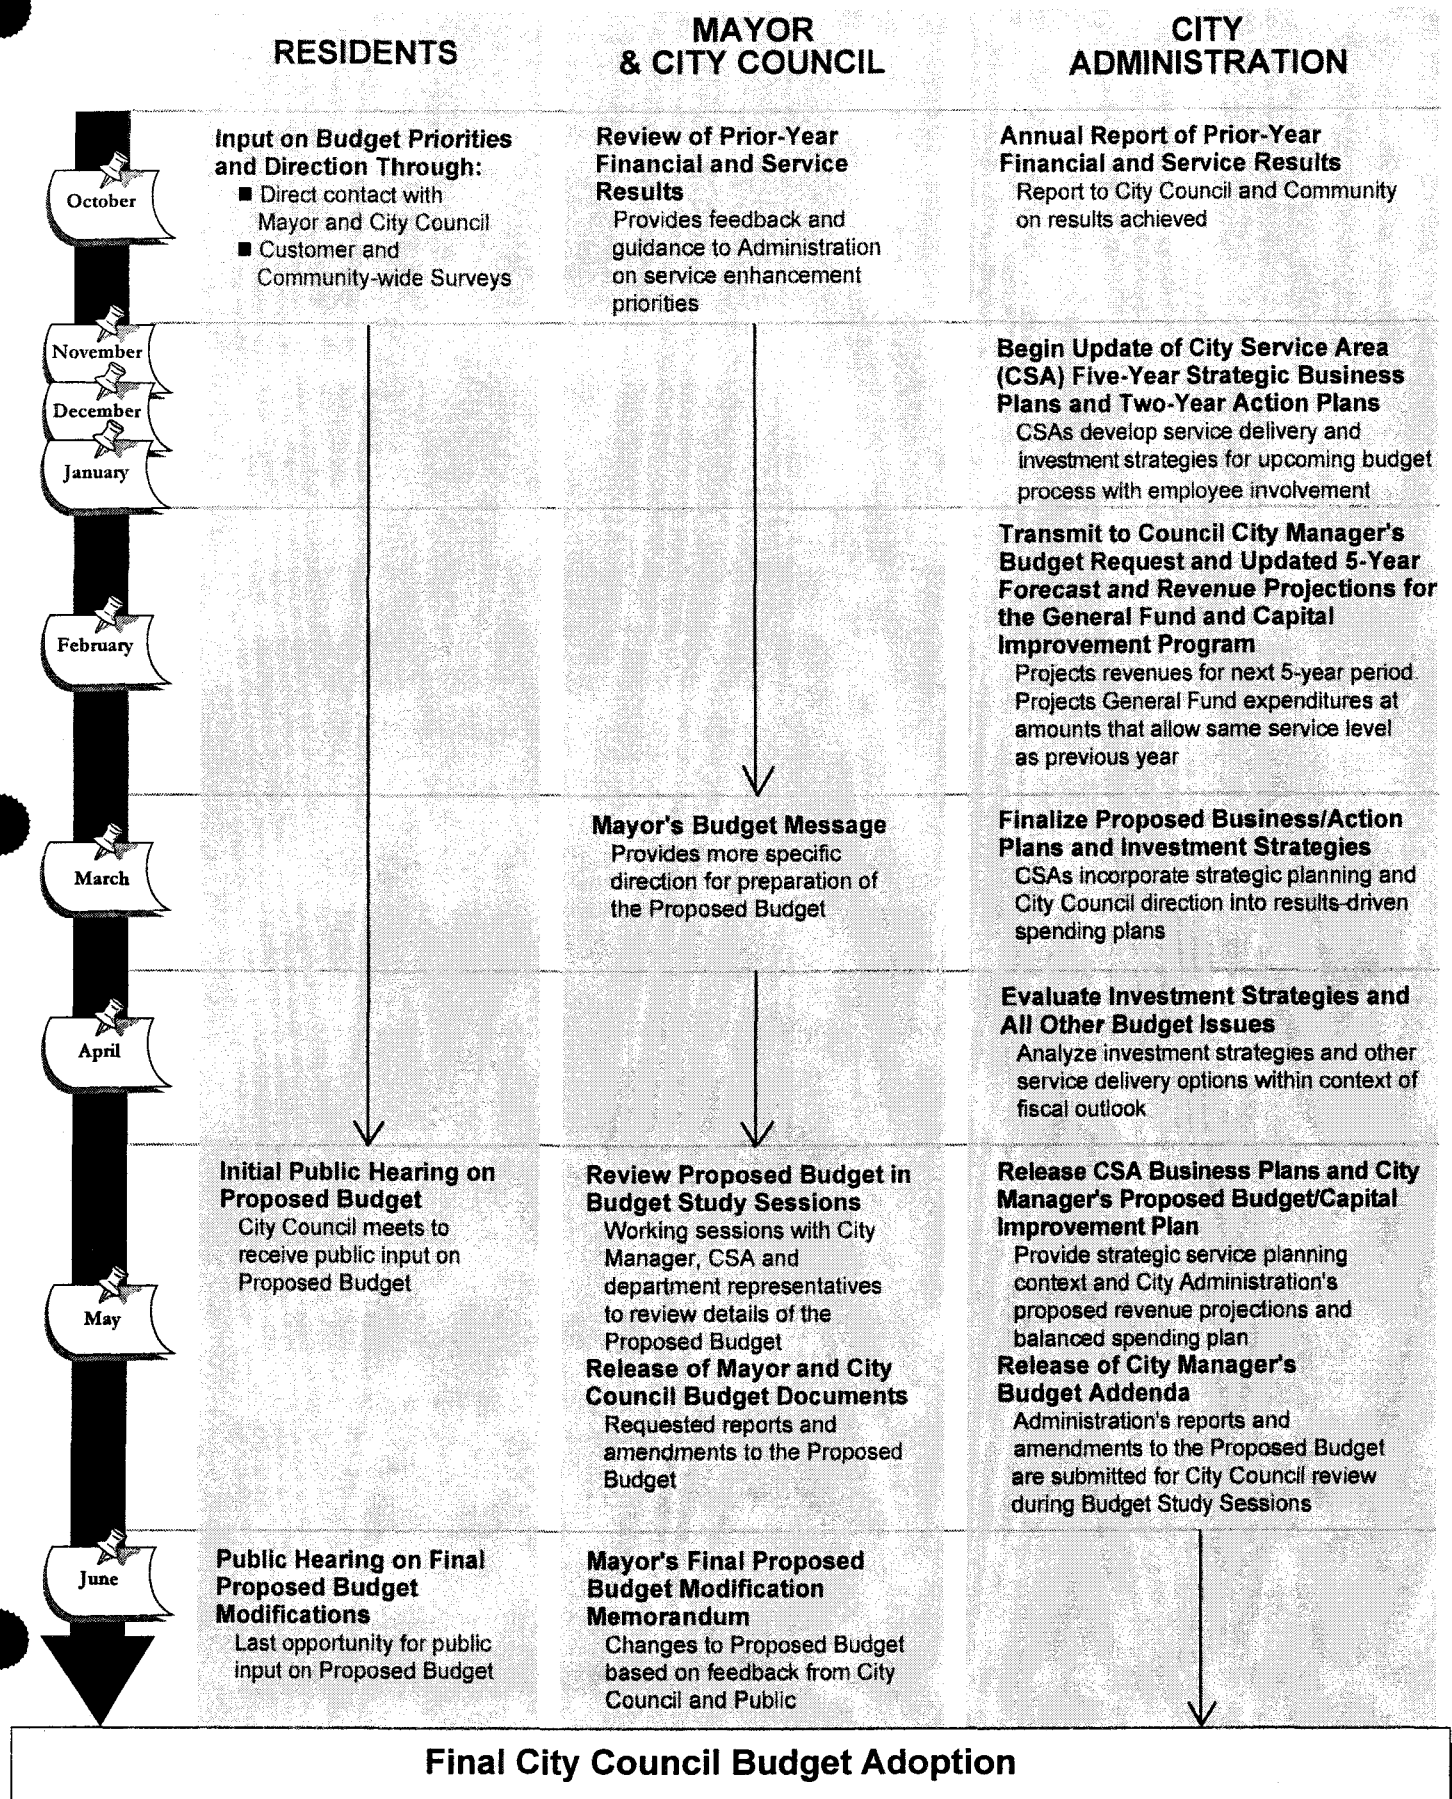 RESIDENTS
MAYOR
& CITY COUNCIL
CITY
ADMINISTRATION
October
Input on Budget Priorities
and Direction Through:
■ Direct contact with
Mayor and City Council
■ Customer and
Community-wide Surveys
Review of Prior-Year
Financial and Service
Results
Provides feedback and
guidance to Administration
on service enhancement
priorities
Annual Report of Prior-Year
Financial and Service Results
Report to City Council and Community
on results achieved
November
December
January
Begin Update of City Service Area
(CSA) Five-Year Strategic Business
Plans and Two-Year Action Plans
CSAs develop service delivery and
investment strategies for upcoming budget
process with employee involvement
February
Transmit to Council City Manager's
Budget Request and Updated 5-Year
Forecast and Revenue Projections for
the General Fund and Capital
Improvement Program
Projects revenues for next 5-year period.
Projects General Fund expenditures at
amounts that allow same service level
as previous year
March
Mayor's Budget Message
Provides more specific
direction for preparation of
the Proposed Budget
Finalize Proposed Business/Action
Plans and Investment Strategies
CSAs incorporate strategic planning and
City Council direction into results-driven
spending plans
April
Evaluate Investment Strategies and
All Other Budget Issues
Analyze investment strategies and other
service delivery options within context of
fiscal outlook
May
Initial Public Hearing on
Proposed Budget
City Council meets to
receive public input on
Proposed Budget
Review Proposed Budget in
Budget Study Sessions
Working sessions with City
Manager, CSA and
department representatives
to review details of the
Proposed Budget
Release of Mayor and City
Council Budget Documents
Requested reports and
amendments to the Proposed
Budget
Release CSA Business Plans and City
Manager's Proposed Budget/Capital
Improvement Plan
Provide strategic service planning
context and City Administration's
proposed revenue projections and
balanced spending plan
Release of City Manager's
Budget Addenda
Administration's reports and
amendments to the Proposed Budget
are submitted for City Council review
during Budget Study Sessions
June
Public Hearing on Final
Proposed Budget
Modifications
Last opportunity for public
input on Proposed Budget
Mayor's Final Proposed
Budget Modification
Memorandum
Changes to Proposed Budget
based on feedback from City
Council and Public
Final City Council Budget Adoption